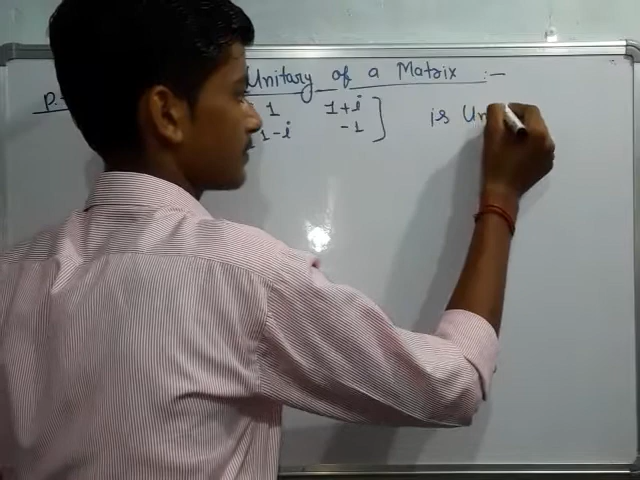 Unitary of a Matrix :-
P.
1 1+i
1-i -1 ] is Un